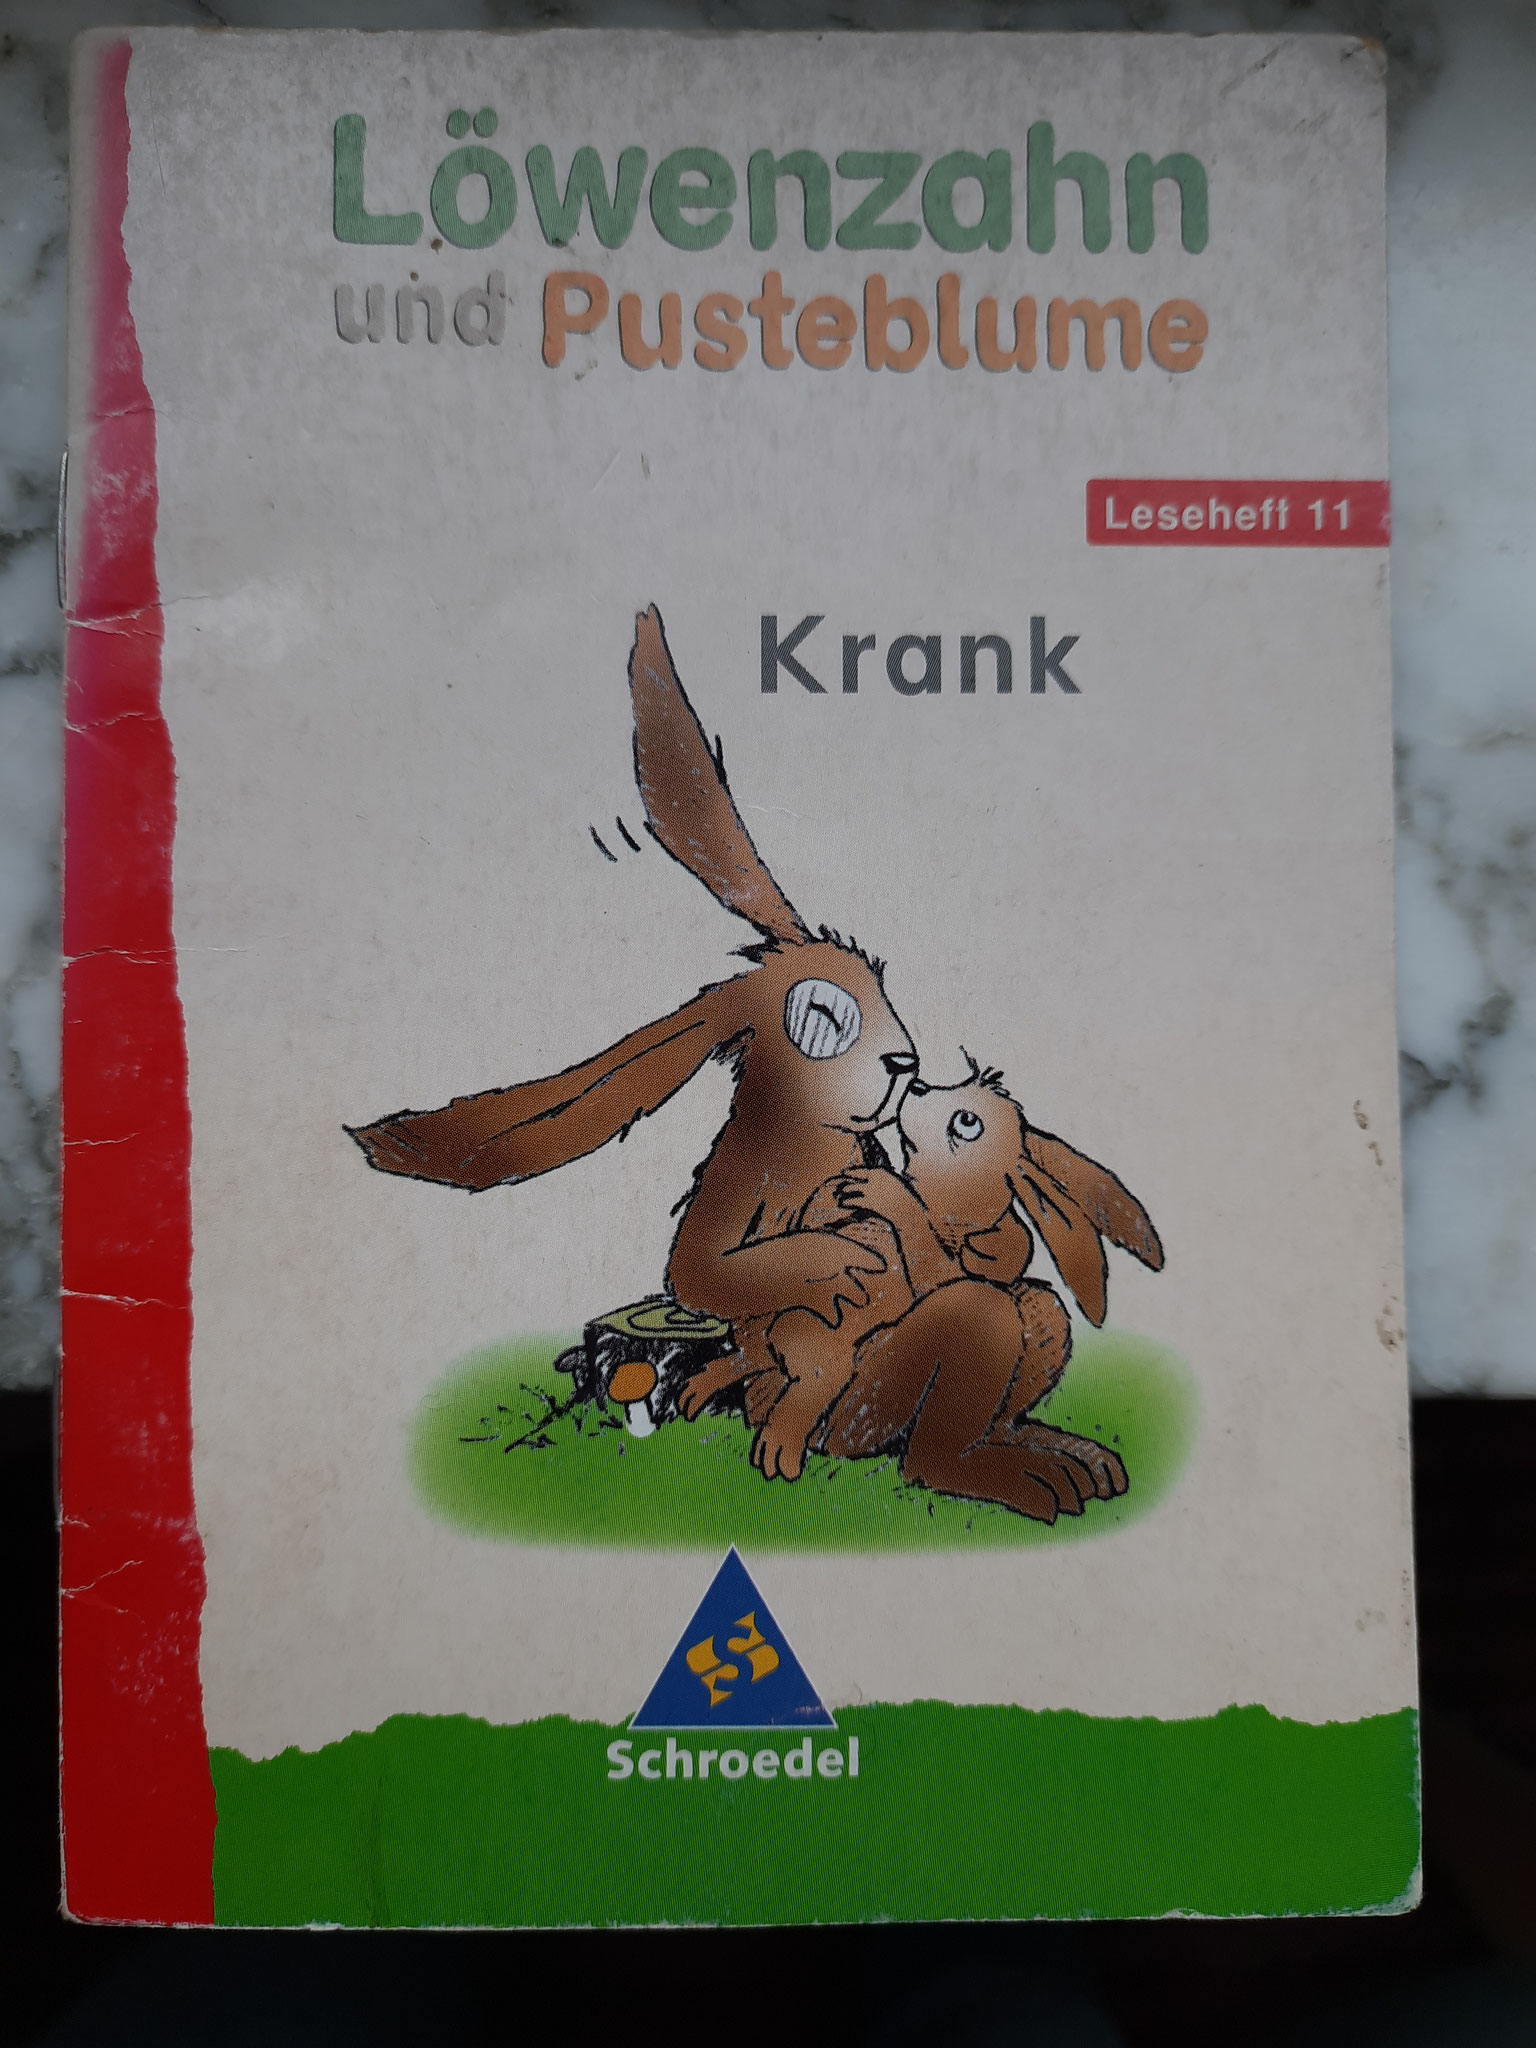 Löwenzahn
und Pusteblume
Leseheft 11
Krank
Schroedel